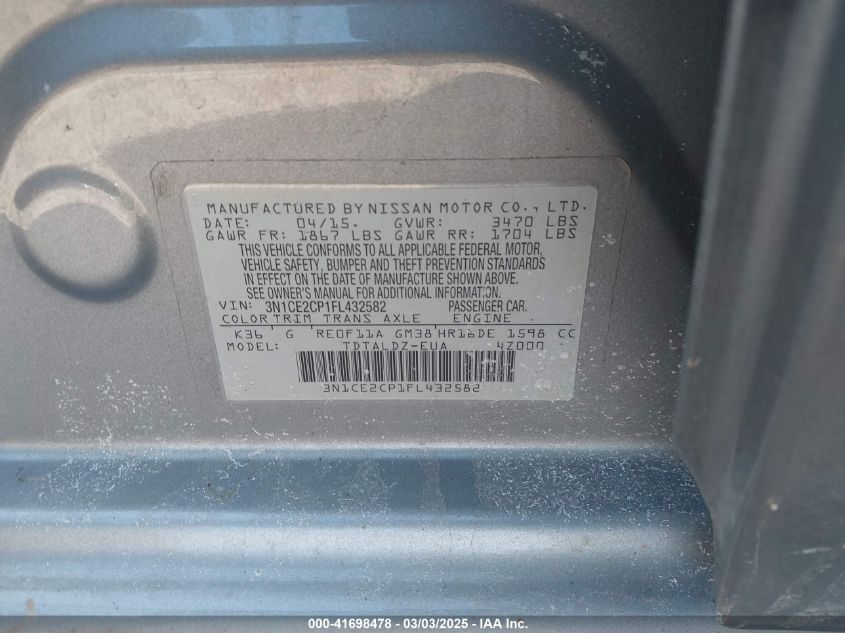 MANUFACTURED BY NISSAN MOTOR CO., LTD.
DATE: 04/15. GVWR: 3470 LBS
GAWR FR: 1867 LBS GAWR RR: 1704 LBS
THIS VEHICLE CONFORMS TO ALL APPLICABLE FEDERAL MOTOR,
VEHICLE SAFETY, BUMPER AND THEFT PREVENTION STANDARDS
IN EFFECT ON THE DATE OF MANUFACTURE SHOWN ABOVE.
SEE OWNER'S MANUAL FOR ADDITIONAL INFORMATION.
VIN: 3N1CE2CP1FL432582 PASSENGER CAR.
COLOR TRIM TRANS AXLE ENGINE
K36 G RE0F11A GM38 HR16DE 1598 CC
MODEL: TDTALDZ-EUA 4Z000
3N1CE2CP1FL432582
000-41698478 - 03/03/2025 - IAA Inc.